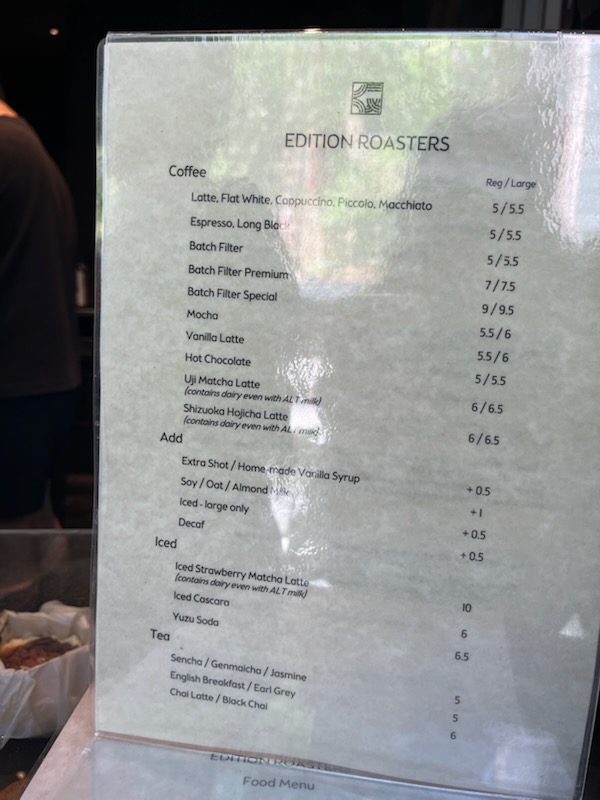 EDITION ROASTERS
Coffee
Reg / Large
Latte, Flat White, Cappuccino, Piccolo, Macchiato 5 / 5.5
Espresso, Long Black 5 / 5.5
Batch Filter 5 / 5.5
Batch Filter Premium 7 / 7.5
Batch Filter Special 9 / 9.5
Mocha 5.5 / 6
Vanilla Latte 5.5 / 6
Hot Chocolate 5 / 5.5
Uji Matcha Latte 6 / 6.5
(contains dairy even with ALT milk)
Shizuoka Hojicha Latte 6 / 6.5
(contains dairy even with ALT milk)
Add
Extra Shot / Home-made Vanilla Syrup + 0.5
Soy / Oat / Almond Milk + 1
Iced - large only + 0.5
Decaf + 0.5
Iced
Iced Strawberry Matcha Latte 10
(contains dairy even with ALT milk)
Iced Cascara 6
Yuzu Soda 6.5
Tea
Sencha / Genmaicha / Jasmine 5
English Breakfast / Earl Grey 5
Chai Latte / Black Chai 6
EDITION ROASTERS
Food Menu